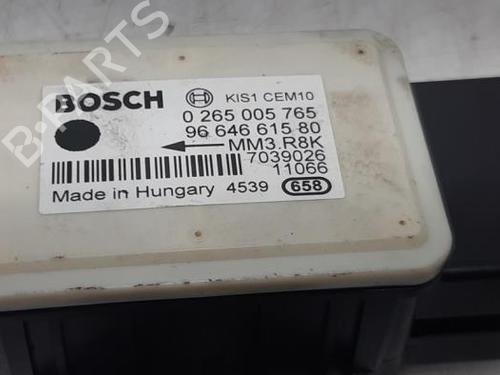 B-PARTS
BOSCH
KIS1 CEM10
0 265 005 765
96 646 615 80
MM3.R8K
7039026
11066
Made in Hungary 4539 658